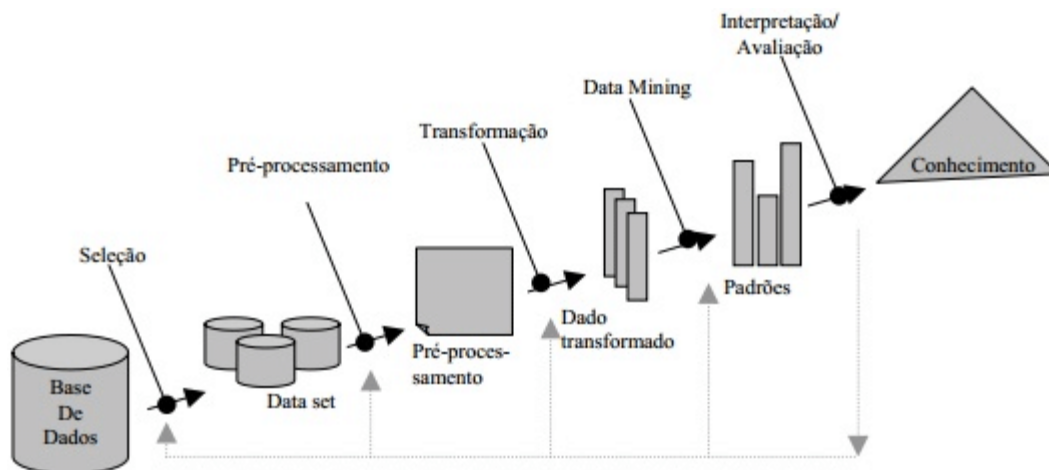 Interpretação/
Avaliação
Data Mining
Transformação
Pré-processamento
Seleção
Conhecimento
Padrões
Dado
transformado
Pré-proces-
samento
Data set
Base
De
Dados